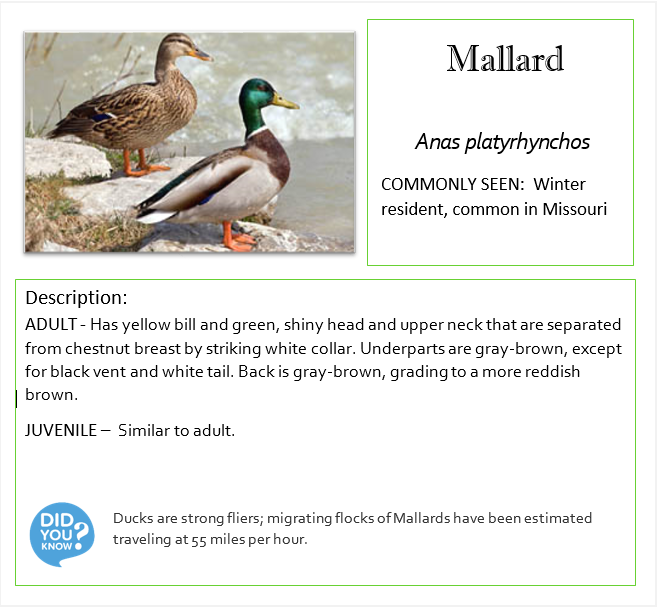 Mallard
Anas platyrhynchos
COMMONLY SEEN:  Winter
resident, common in Missouri
Description:
ADULT - Has yellow bill and green, shiny head and upper neck that are separated
from chestnut breast by striking white collar. Underparts are gray-brown, except
for black vent and white tail. Back is gray-brown, grading to a more reddish
brown.
JUVENILE –  Similar to adult.
DID
YOU
KNOW ?
Ducks are strong fliers; migrating flocks of Mallards have been estimated
traveling at 55 miles per hour.